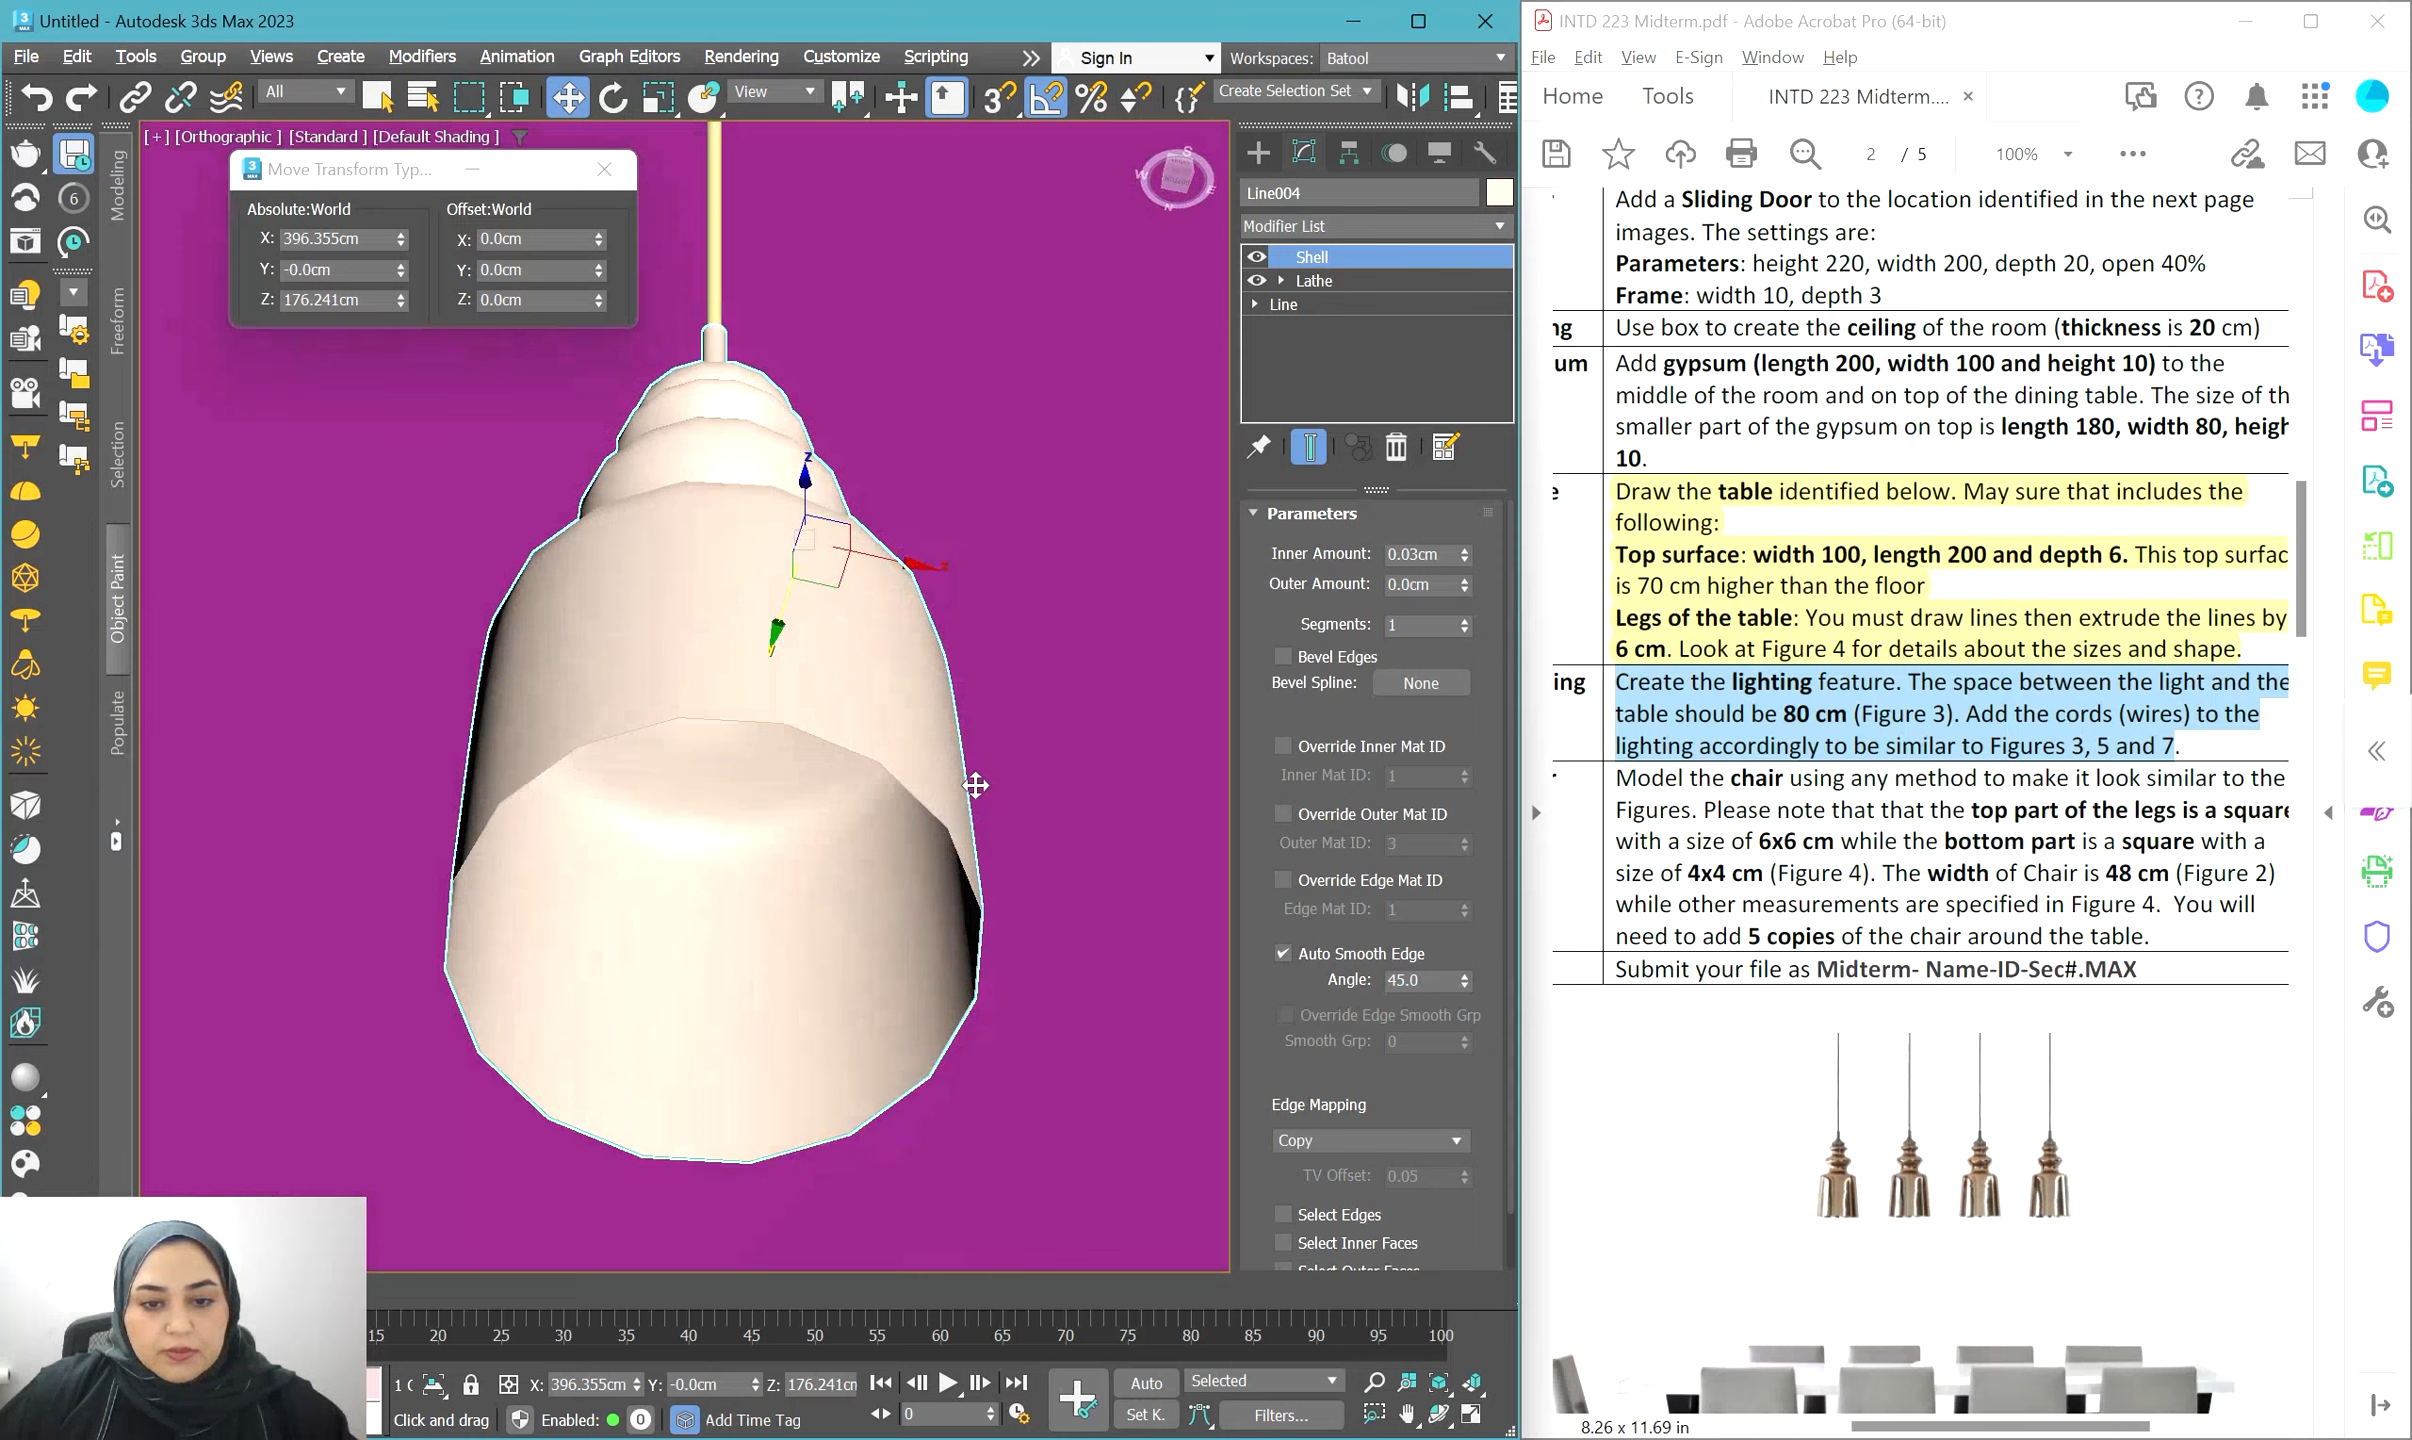 Untitled - Autodesk 3ds Max 2023
File Edit Tools Group Views Create Modifiers Animation Graph Editors Rendering Customize Scripting
Sign In
Workspaces: Batool
All
View
Create Selection Set
[+] [Orthographic ] [Standard ] [Default Shading ]
Move Transform Typ...
Absolute:World
Offset:World
X: 396.355cm
X: 0.0cm
Y: -0.0cm
Y: 0.0cm
Z: 176.241cm
Z: 0.0cm
Modeling
Freeform
Selection
Object Paint
Populate
Line004
Modifier List
Shell
Lathe
Line
Parameters
Inner Amount: 0.03cm
Outer Amount: 0.0cm
Segments: 1
Bevel Edges
Bevel Spline: None
Override Inner Mat ID
Inner Mat ID: 1
Override Outer Mat ID
Outer Mat ID: 3
Override Edge Mat ID
Edge Mat ID: 1
Auto Smooth Edge
Angle: 45.0
Override Edge Smooth Grp
Smooth Grp: 0
Edge Mapping
Copy
TV Offset: 0.05
Select Edges
Select Inner Faces
Select Outer Faces
15 20 25 30 35 40 45 50 55 60 65 70 75 80 85 90 95 100
X: 396.355cm Y: -0.0cm Z: 176.241cm
Auto
Selected
Click and drag
Enabled:
Add Time Tag
0
Set K.
Filters...
INTD 223 Midterm.pdf - Adobe Acrobat Pro (64-bit)
File Edit View E-Sign Window Help
Home Tools INTD 223 Midterm....
2 / 5
100%
Add a Sliding Door to the location identified in the next page
images. The settings are:
Parameters: height 220, width 200, depth 20, open 40%
Frame: width 10, depth 3
ng
Use box to create the ceiling of the room (thickness is 20 cm)
um
Add gypsum (length 200, width 100 and height 10) to the
middle of the room and on top of the dining table. The size of th
smaller part of the gypsum on top is length 180, width 80, heigh
10.
e
Draw the table identified below. May sure that includes the
following:
Top surface: width 100, length 200 and depth 6. This top surfac
is 70 cm higher than the floor
Legs of the table: You must draw lines then extrude the lines by
6 cm. Look at Figure 4 for details about the sizes and shape.
ing
Create the lighting feature. The space between the light and the
table should be 80 cm (Figure 3). Add the cords (wires) to the
lighting accordingly to be similar to Figures 3, 5 and 7.
r
Model the chair using any method to make it look similar to the
Figures. Please note that that the top part of the legs is a square
with a size of 6x6 cm while the bottom part is a square with a
size of 4x4 cm (Figure 4). The width of Chair is 48 cm (Figure 2)
while other measurements are specified in Figure 4. You will
need to add 5 copies of the chair around the table.
Submit your file as Midterm- Name-ID-Sec#.MAX
8.26 x 11.69 in